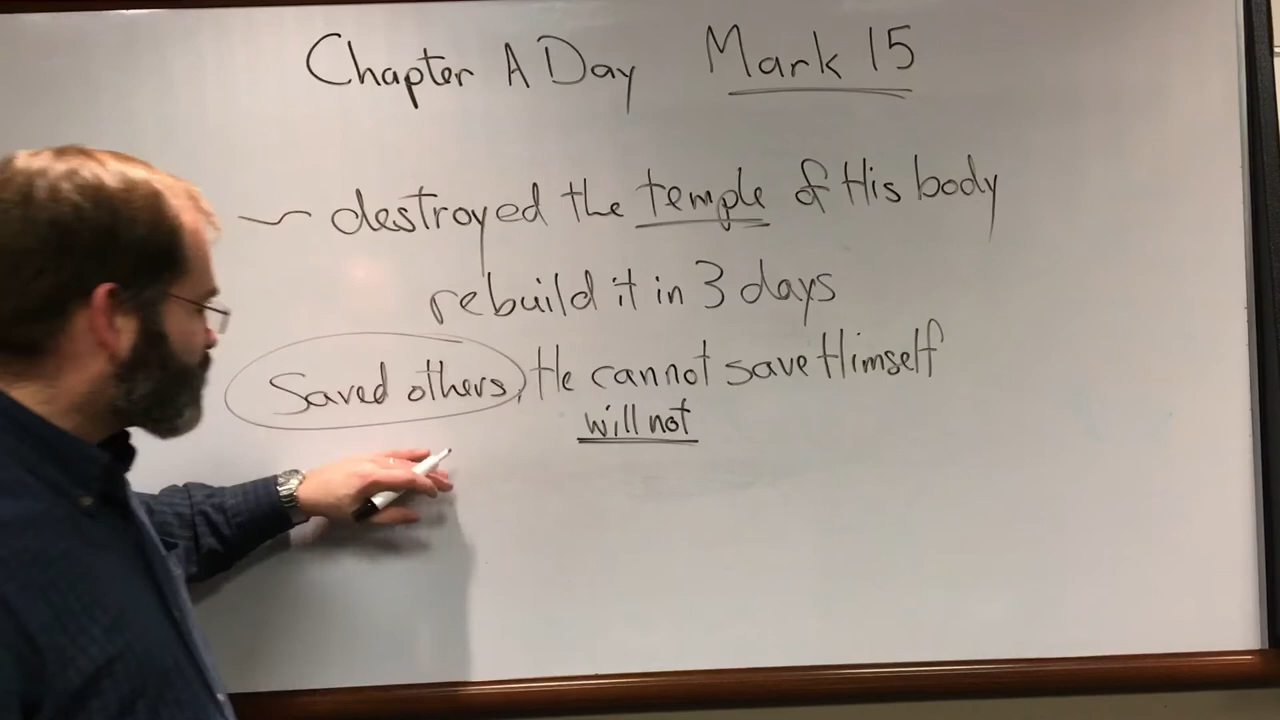 Chapter A Day Mark 15
~ destroyed the temple of His body
rebuild it in 3 days
Saved others, He cannot save Himself
will not